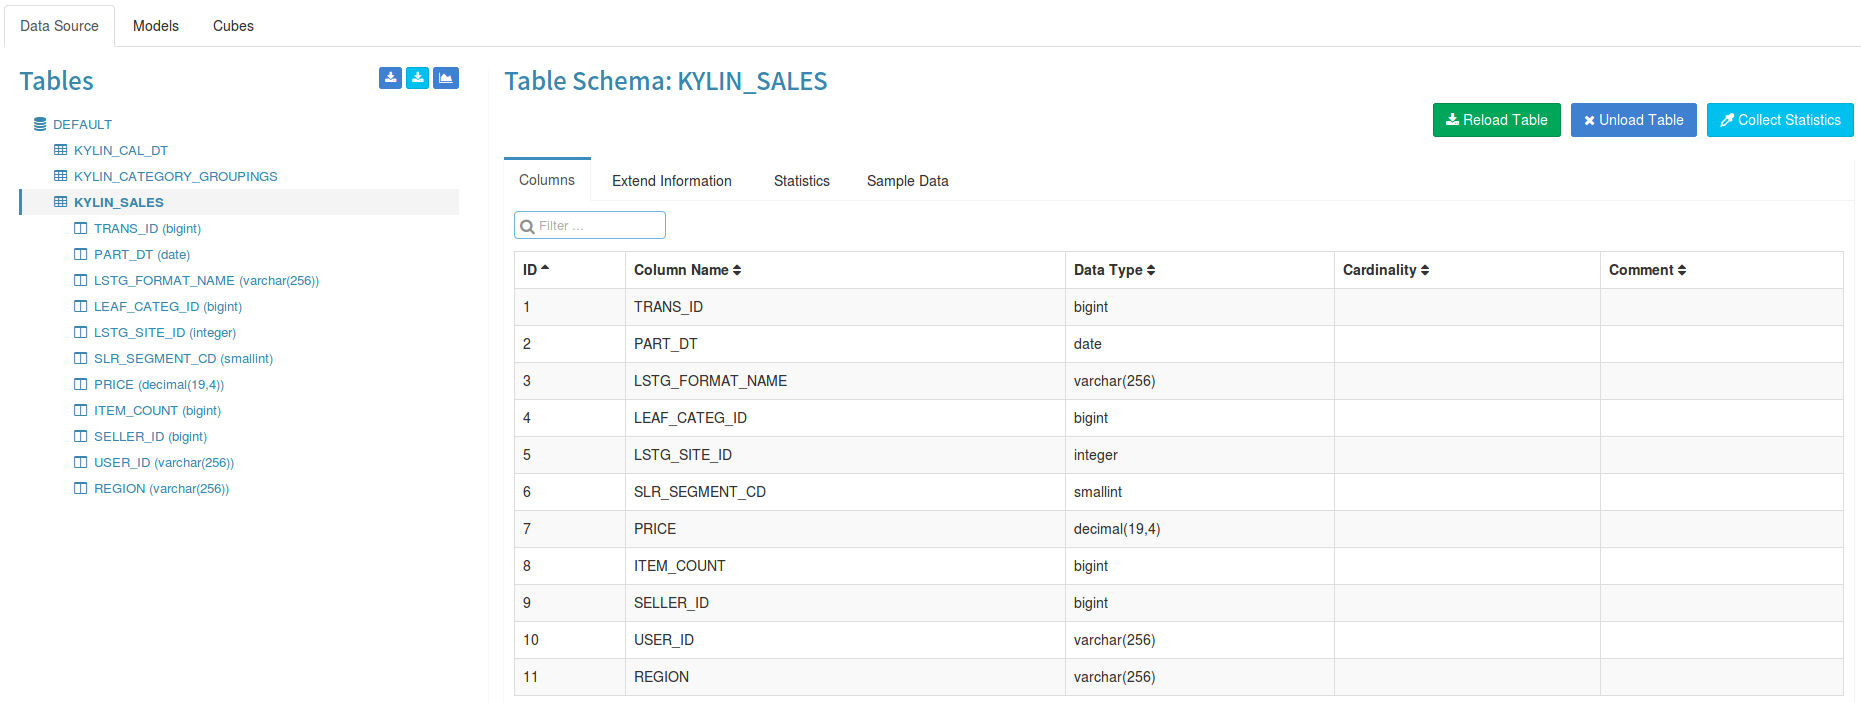 Data Source Models Cubes
Tables
DEFAULT
KYLIN_CAL_DT
KYLIN_CATEGORY_GROUPINGS
KYLIN_SALES
TRANS_ID (bigint)
PART_DT (date)
LSTG_FORMAT_NAME (varchar(256))
LEAF_CATEG_ID (bigint)
LSTG_SITE_ID (integer)
SLR_SEGMENT_CD (smallint)
PRICE (decimal(19,4))
ITEM_COUNT (bigint)
SELLER_ID (bigint)
USER_ID (varchar(256))
REGION (varchar(256))
Table Schema: KYLIN_SALES
Reload Table Unload Table Collect Statistics
Columns Extend Information Statistics Sample Data
Filter ...
ID Column Name Data Type Cardinality Comment
1 TRANS_ID bigint
2 PART_DT date
3 LSTG_FORMAT_NAME varchar(256)
4 LEAF_CATEG_ID bigint
5 LSTG_SITE_ID integer
6 SLR_SEGMENT_CD smallint
7 PRICE decimal(19,4)
8 ITEM_COUNT bigint
9 SELLER_ID bigint
10 USER_ID varchar(256)
11 REGION varchar(256)